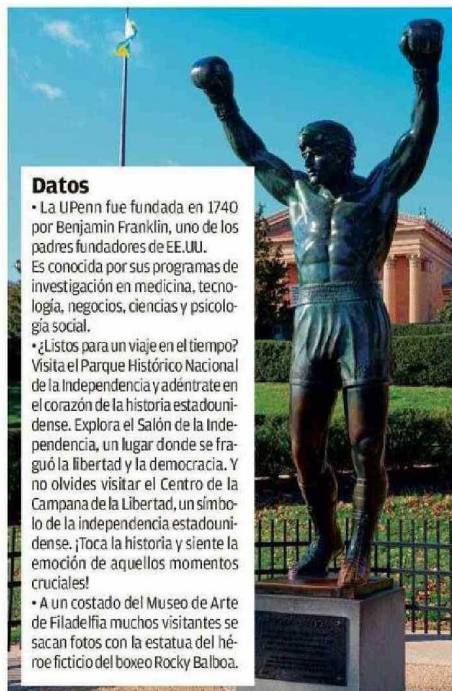 Datos
• La UPenn fue fundada en 1740
por Benjamin Franklin, uno de los
padres fundadores de EE.UU.
Es conocida por sus programas de
investigación en medicina, tecno-
logía, negocios, ciencias y psicolo-
gía social.
• ¿Listos para un viaje en el tiempo?
Visita el Parque Histórico Nacional
de la Independencia y adéntrate en
el corazón de la historia estadouni-
dense. Explora el Salón de la Inde-
pendencia, un lugar donde se fra-
guó la libertad y la democracia. Y
no olvides visitar el Centro de la
Campana de la Libertad, un símbo-
lo de la independencia estadouni-
dense. ¡Toca la historia y siente la
emoción de aquellos momentos
cruciales!
• A un costado del Museo de Arte
de Filadelfia muchos visitantes se
sacan fotos con la estatua del hé-
roe ficticio del boxeo Rocky Balboa.